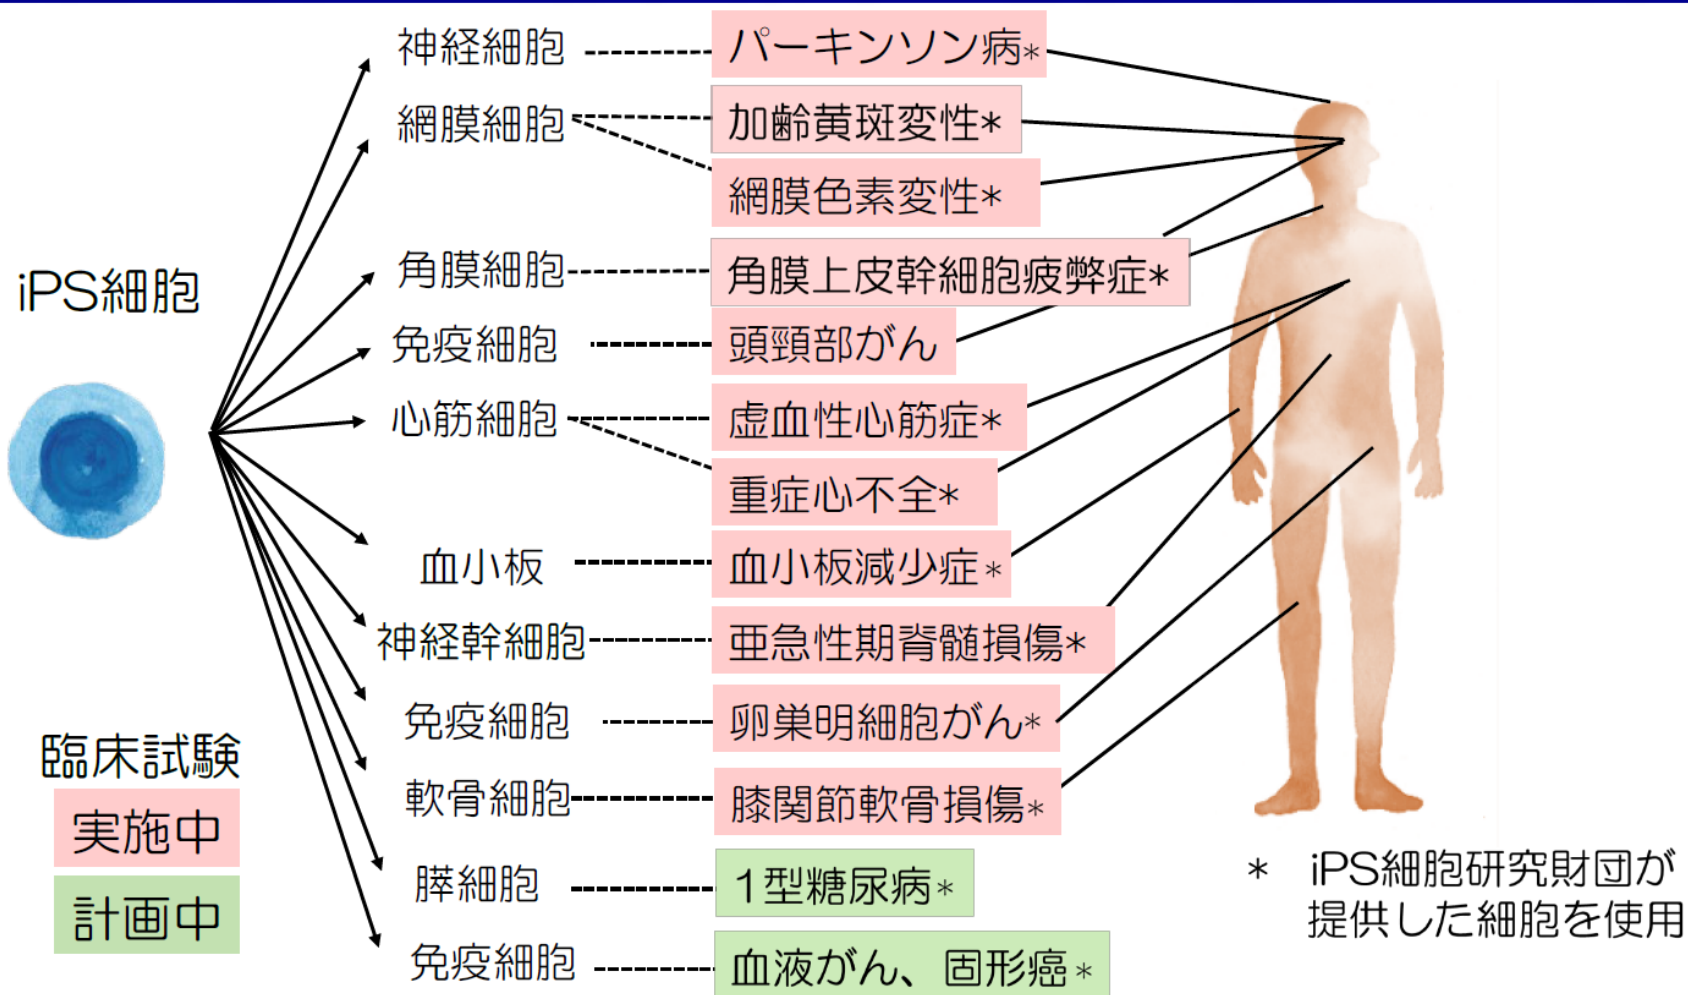 神経細胞 パーキンソン病*
網膜細胞 加齢黄斑変性*
網膜色素変性*
iPS細胞
角膜細胞 角膜上皮幹細胞疲弊症*
免疫細胞 頭頸部がん
心筋細胞 虚血性心筋症*
重症心不全*
血小板 血小板減少症*
神経幹細胞 亜急性期脊髄損傷*
免疫細胞 卵巣明細胞がん*
軟骨細胞 膝関節軟骨損傷*
膵細胞 1型糖尿病*
免疫細胞 血液がん、固形癌*
臨床試験
実施中
計画中
* iPS細胞研究財団が
提供した細胞を使用